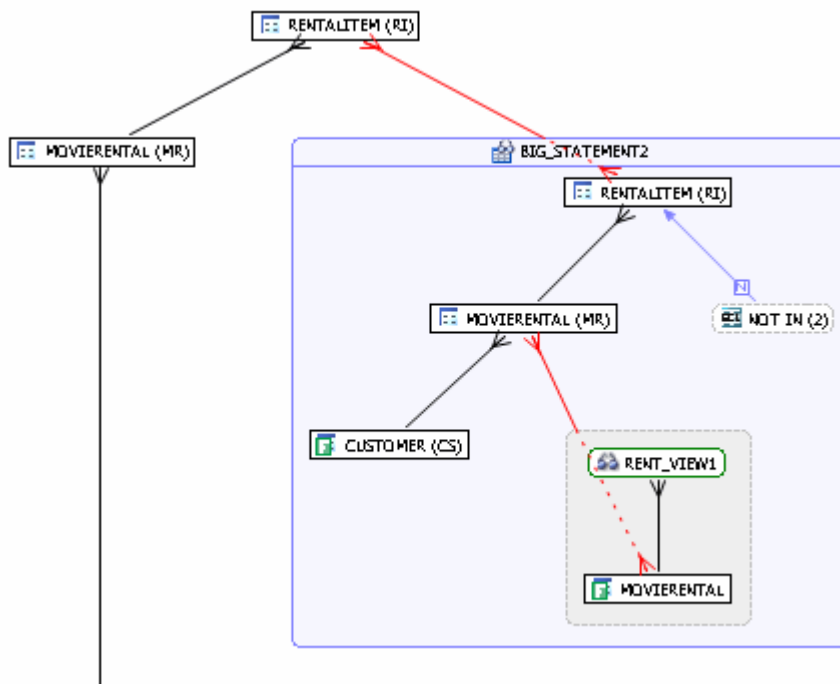 RENTALITEM (RI)
MOVIERENTAL (MR)
BIG_STATEMENT2
RENTALITEM (RI)
N
MOVIERENTAL (MR)
NOT IN (2)
CUSTOMER (CS)
RENT_VIEW1
MOVIERENTAL